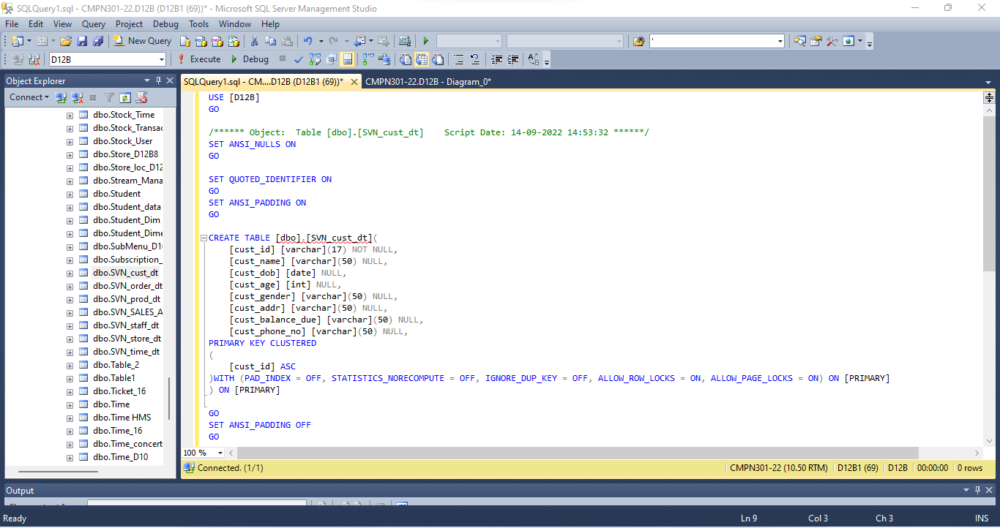 SQLQuery1.sql - CMPN301-22.D12B (D12B1 (69))* - Microsoft SQL Server Management Studio
File Edit View Query Project Debug Tools Window Help
New Query
'
D12B
Execute
Debug
Object Explorer
Connect
dbo.Stock_Time
dbo.Stock_Transac
dbo.Stock_User
dbo.Store_D12B8
dbo.Store_loc_D12
dbo.Stream_Mana
dbo.Student
dbo.Student_data
dbo.Student_Dim
dbo.Student_Dime
dbo.SubMenu_D1
dbo.Subscription_
dbo.SVN_cust_dt
dbo.SVN_order_dt
dbo.SVN_prod_dt
dbo.SVN_SALES_A
dbo.SVN_staff_dt
dbo.SVN_store_dt
dbo.SVN_time_dt
dbo.Table_2
dbo.Table1
dbo.Ticket_16
dbo.Time
dbo.Time HMS
dbo.Time_16
dbo.Time_concert
dbo.Time_D10
SQLQuery1.sql - CM....D12B (D12B1 (69))*
CMPN301-22.D12B - Diagram_0*
USE [D12B]
GO
/****** Object:  Table [dbo].[SVN_cust_dt]    Script Date: 14-09-2022 14:53:32 ******/
SET ANSI_NULLS ON
GO
SET QUOTED_IDENTIFIER ON
GO
SET ANSI_PADDING ON
GO
CREATE TABLE [dbo].[SVN_cust_dt](
[cust_id] [varchar](17) NOT NULL,
[cust_name] [varchar](50) NULL,
[cust_dob] [date] NULL,
[cust_age] [int] NULL,
[cust_gender] [varchar](50) NULL,
[cust_addr] [varchar](50) NULL,
[cust_balance_due] [varchar](50) NULL,
[cust_phone_no] [varchar](50) NULL,
PRIMARY KEY CLUSTERED
(
[cust_id] ASC
)WITH (PAD_INDEX = OFF, STATISTICS_NORECOMPUTE = OFF, IGNORE_DUP_KEY = OFF, ALLOW_ROW_LOCKS = ON, ALLOW_PAGE_LOCKS = ON) ON [PRIMARY]
) ON [PRIMARY]
GO
SET ANSI_PADDING OFF
GO
100 %
Connected. (1/1)
CMPN301-22 (10.50 RTM) D12B1 (69) D12B 00:00:00 0 rows
Output
Ready
Ln 9 Col 3 Ch 3 INS